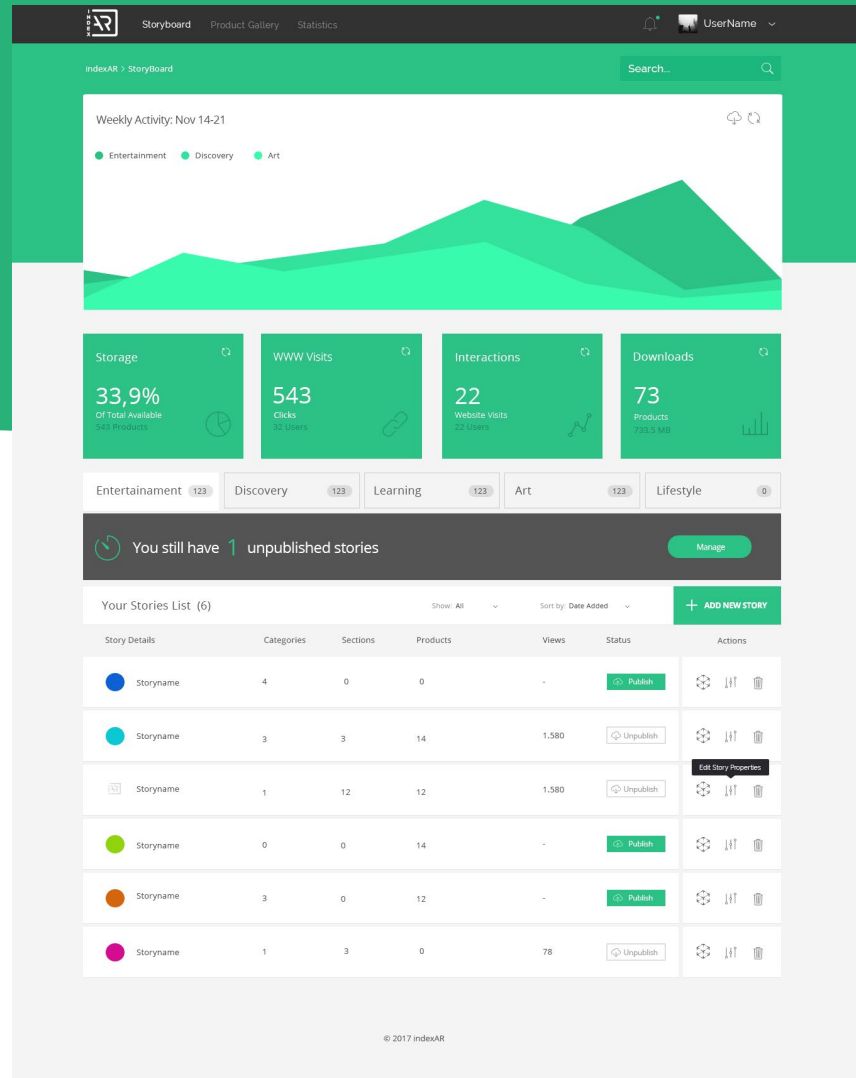 INDEX AR Storyboard Product Gallery Statistics UserName
indexAR > StoryBoard Search...
Weekly Activity: Nov 14-21
Entertainment Discovery Art
Storage WWW Visits Interactions Downloads
33,9% 543 22 73
Of Total Available Clicks Website Visits Products
543 Products 32 Users 22 Users 733.5 MB
Entertainament 123 Discovery 123 Learning 123 Art 123 Lifestyle 0
You still have 1 unpublished stories Manage
Your Stories List (6) Show: All Sort by: Date Added + ADD NEW STORY
Story Details Categories Sections Products Views Status Actions
Storyname 4 0 0 - Publish
Storyname 3 3 14 1.580 Unpublish
Edit Story Properties
Storyname 1 12 12 1.580 Unpublish
Storyname 0 0 14 - Publish
Storyname 3 0 12 - Publish
Storyname 1 3 0 78 Unpublish
© 2017 indexAR